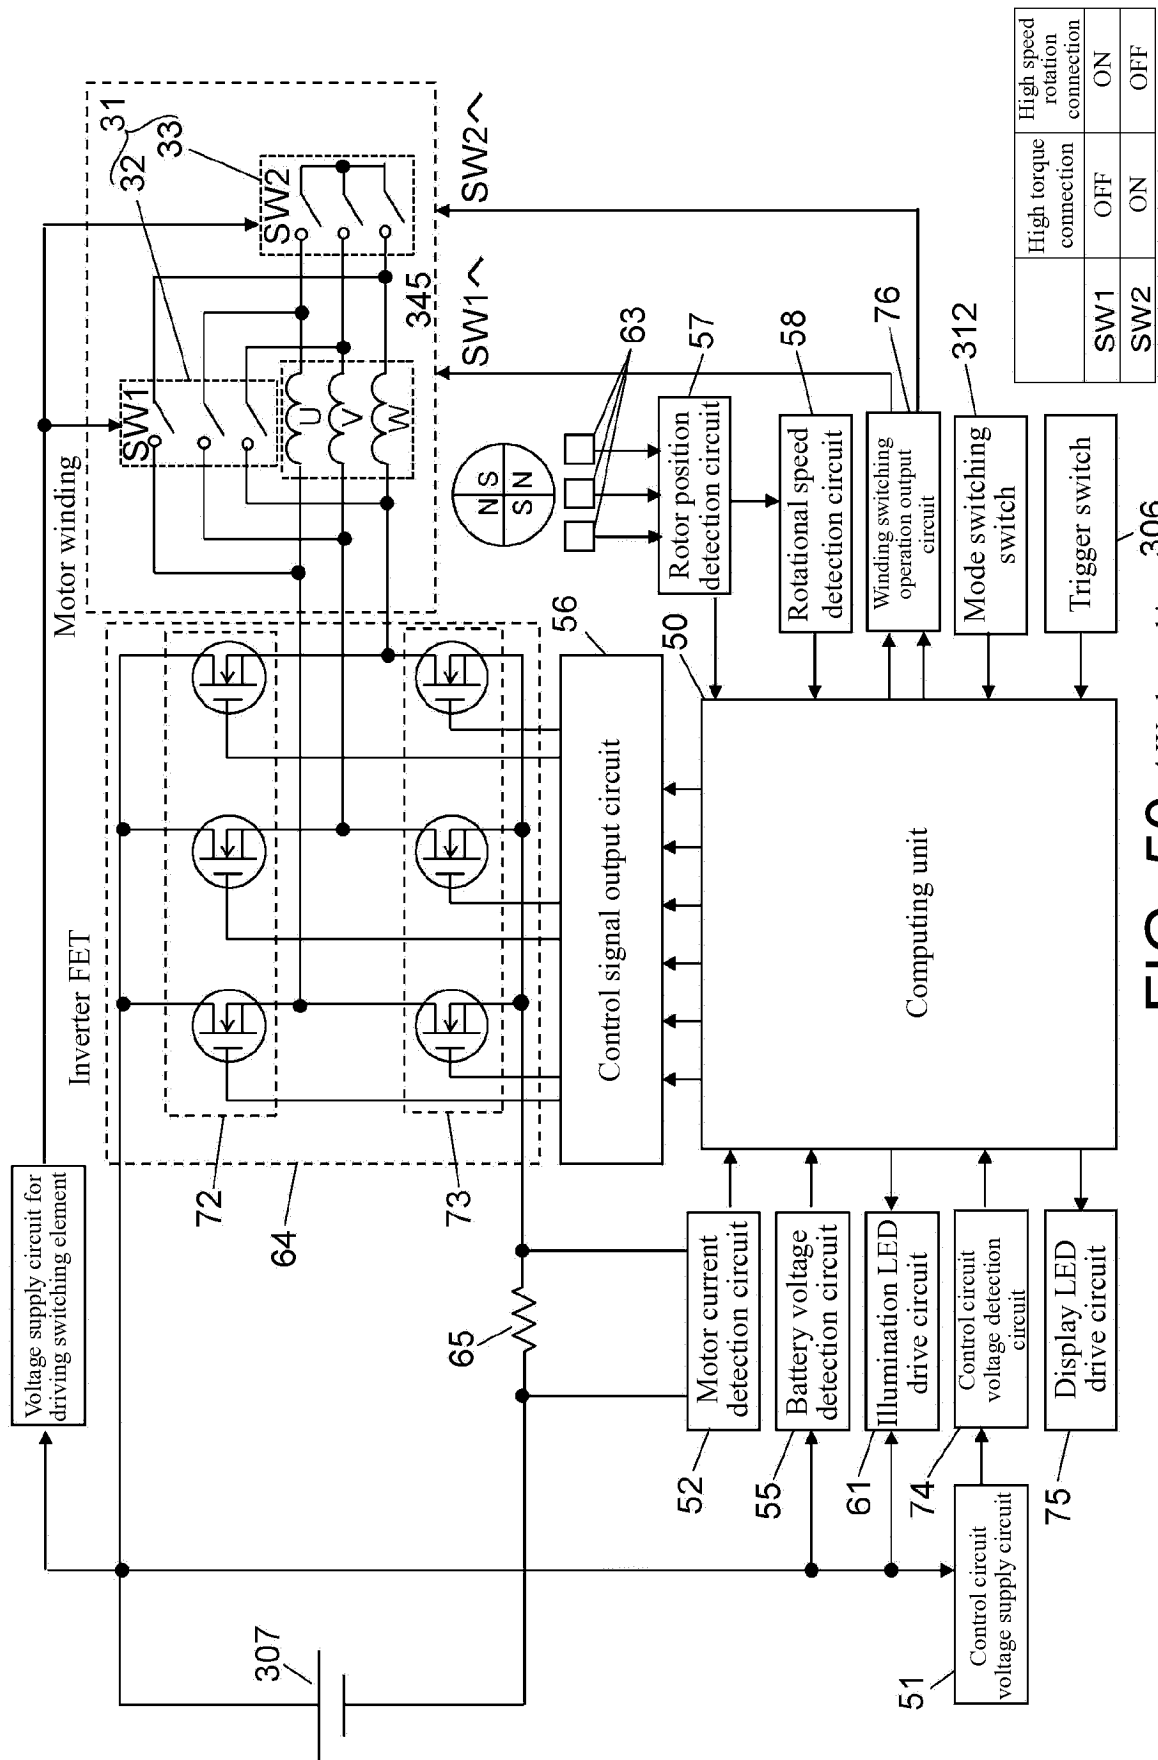 Voltage supply circuit for
driving switching element
Inverter FET
Motor winding
31
32
33
SW1
SW2
U
V
W
345
SW1へ
SW2へ
307
72
64
73
65
N S
S N
63
56
Control signal output circuit
50
Computing unit
Rotor position
detection circuit
57
Rotational speed
detection circuit
58
Winding switching
operation output
circuit
76
Mode switching
switch
312
Trigger switch
306
52
Motor current
detection circuit
55
Battery voltage
detection circuit
61
Illumination LED
drive circuit
74
Control circuit
voltage detection
circuit
51
Control circuit
voltage supply circuit
75
Display LED
drive circuit
High torque
connection
High speed
rotation
connection
SW1 OFF ON
SW2 ON OFF
FIG.